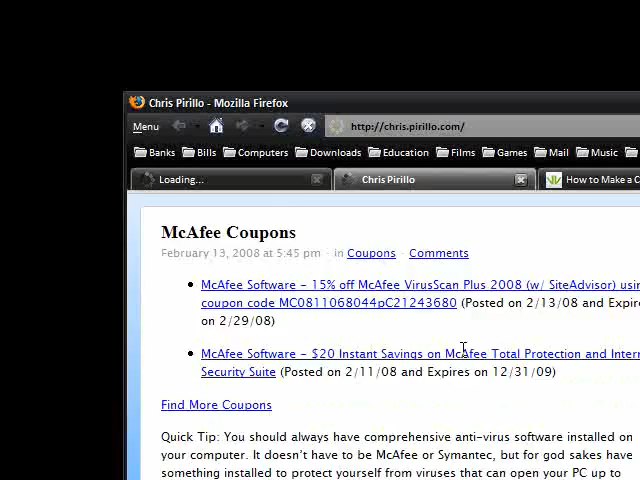 Chris Pirillo - Mozilla Firefox
Menu
http://chris.pirillo.com/
Banks Bills Computers Downloads Education Films Games Mail Music
Loading... Chris Pirillo How to Make a C
McAfee Coupons
February 13, 2008 at 5:45 pm · in Coupons · Comments
• McAfee Software – 15% off McAfee VirusScan Plus 2008 (w/ SiteAdvisor) usin
coupon code MC0811068044pC21243680 (Posted on 2/13/08 and Expire
on 2/29/08)
• McAfee Software – $20 Instant Savings on McAfee Total Protection and Intern
Security Suite (Posted on 2/11/08 and Expires on 12/31/09)
Find More Coupons
Quick Tip: You should always have comprehensive anti-virus software installed on
your computer. It doesn't have to be McAfee or Symantec, but for god sakes have
something installed to protect yourself from viruses that can open your PC up to